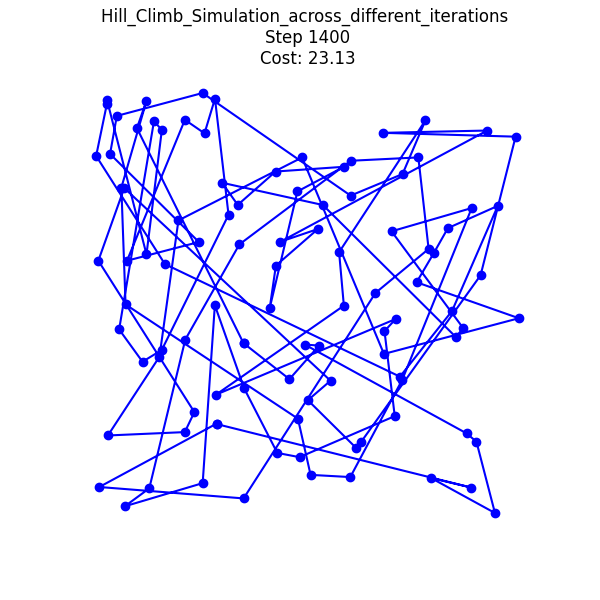 Hill_Climb_Simulation_across_different_iterations
Step 1400
Cost: 23.13